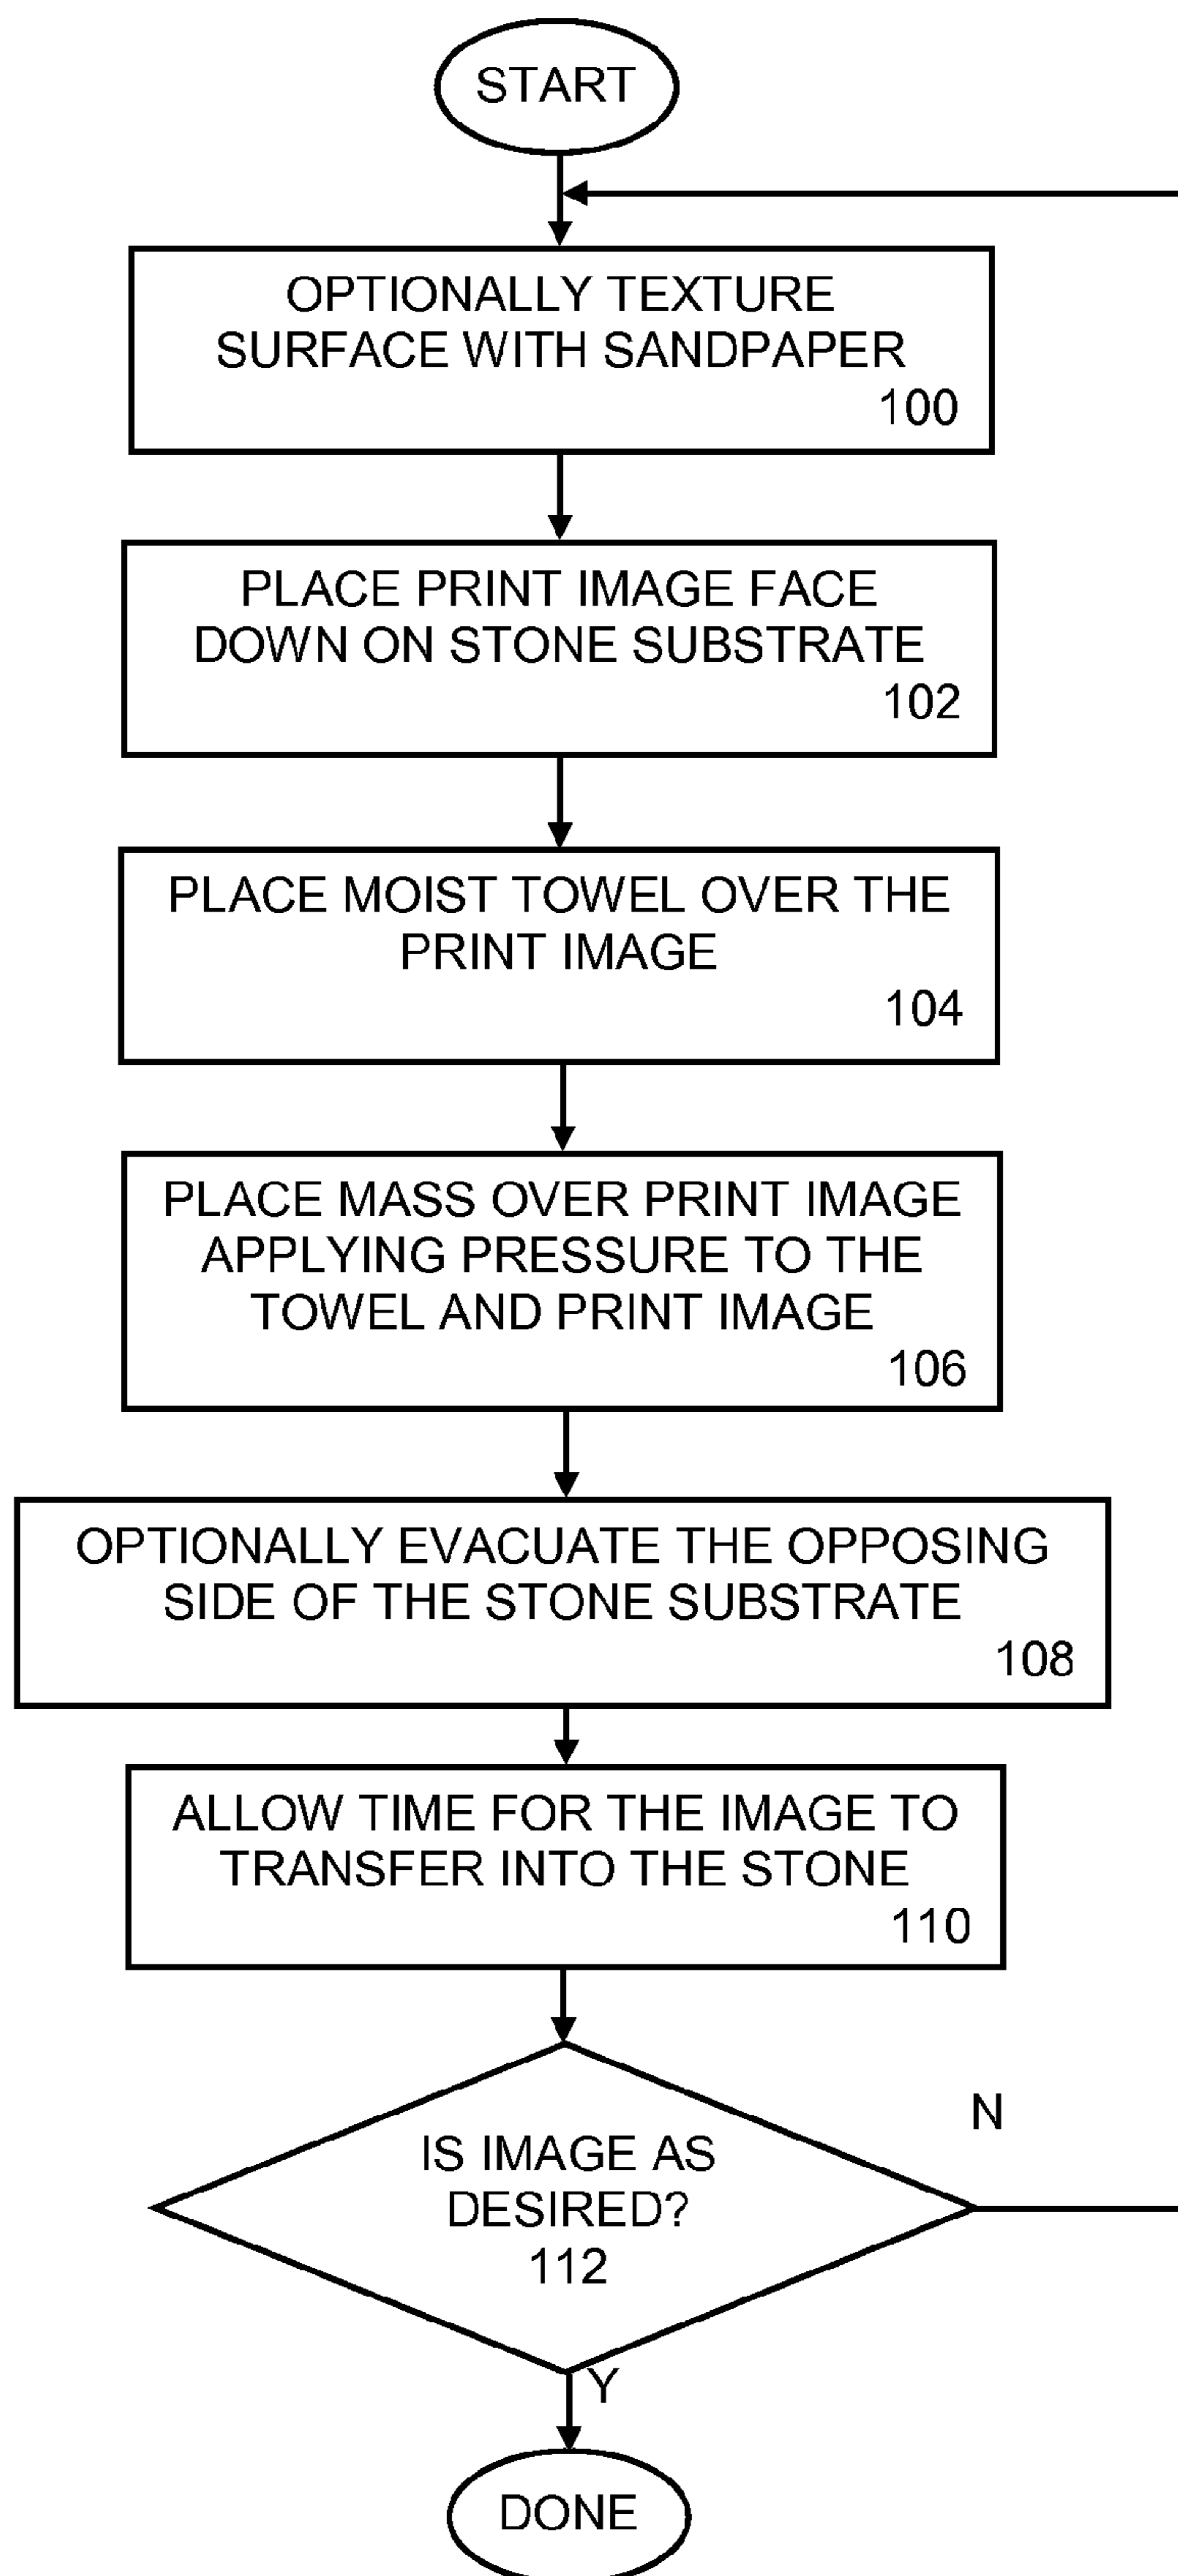 START
OPTIONALLY TEXTURE
SURFACE WITH SANDPAPER
100
PLACE PRINT IMAGE FACE
DOWN ON STONE SUBSTRATE
102
PLACE MOIST TOWEL OVER THE
PRINT IMAGE
104
PLACE MASS OVER PRINT IMAGE
APPLYING PRESSURE TO THE
TOWEL AND PRINT IMAGE
106
OPTIONALLY EVACUATE THE OPPOSING
SIDE OF THE STONE SUBSTRATE
108
ALLOW TIME FOR THE IMAGE TO
TRANSFER INTO THE STONE
110
N
IS IMAGE AS
DESIRED?
112
Y
DONE